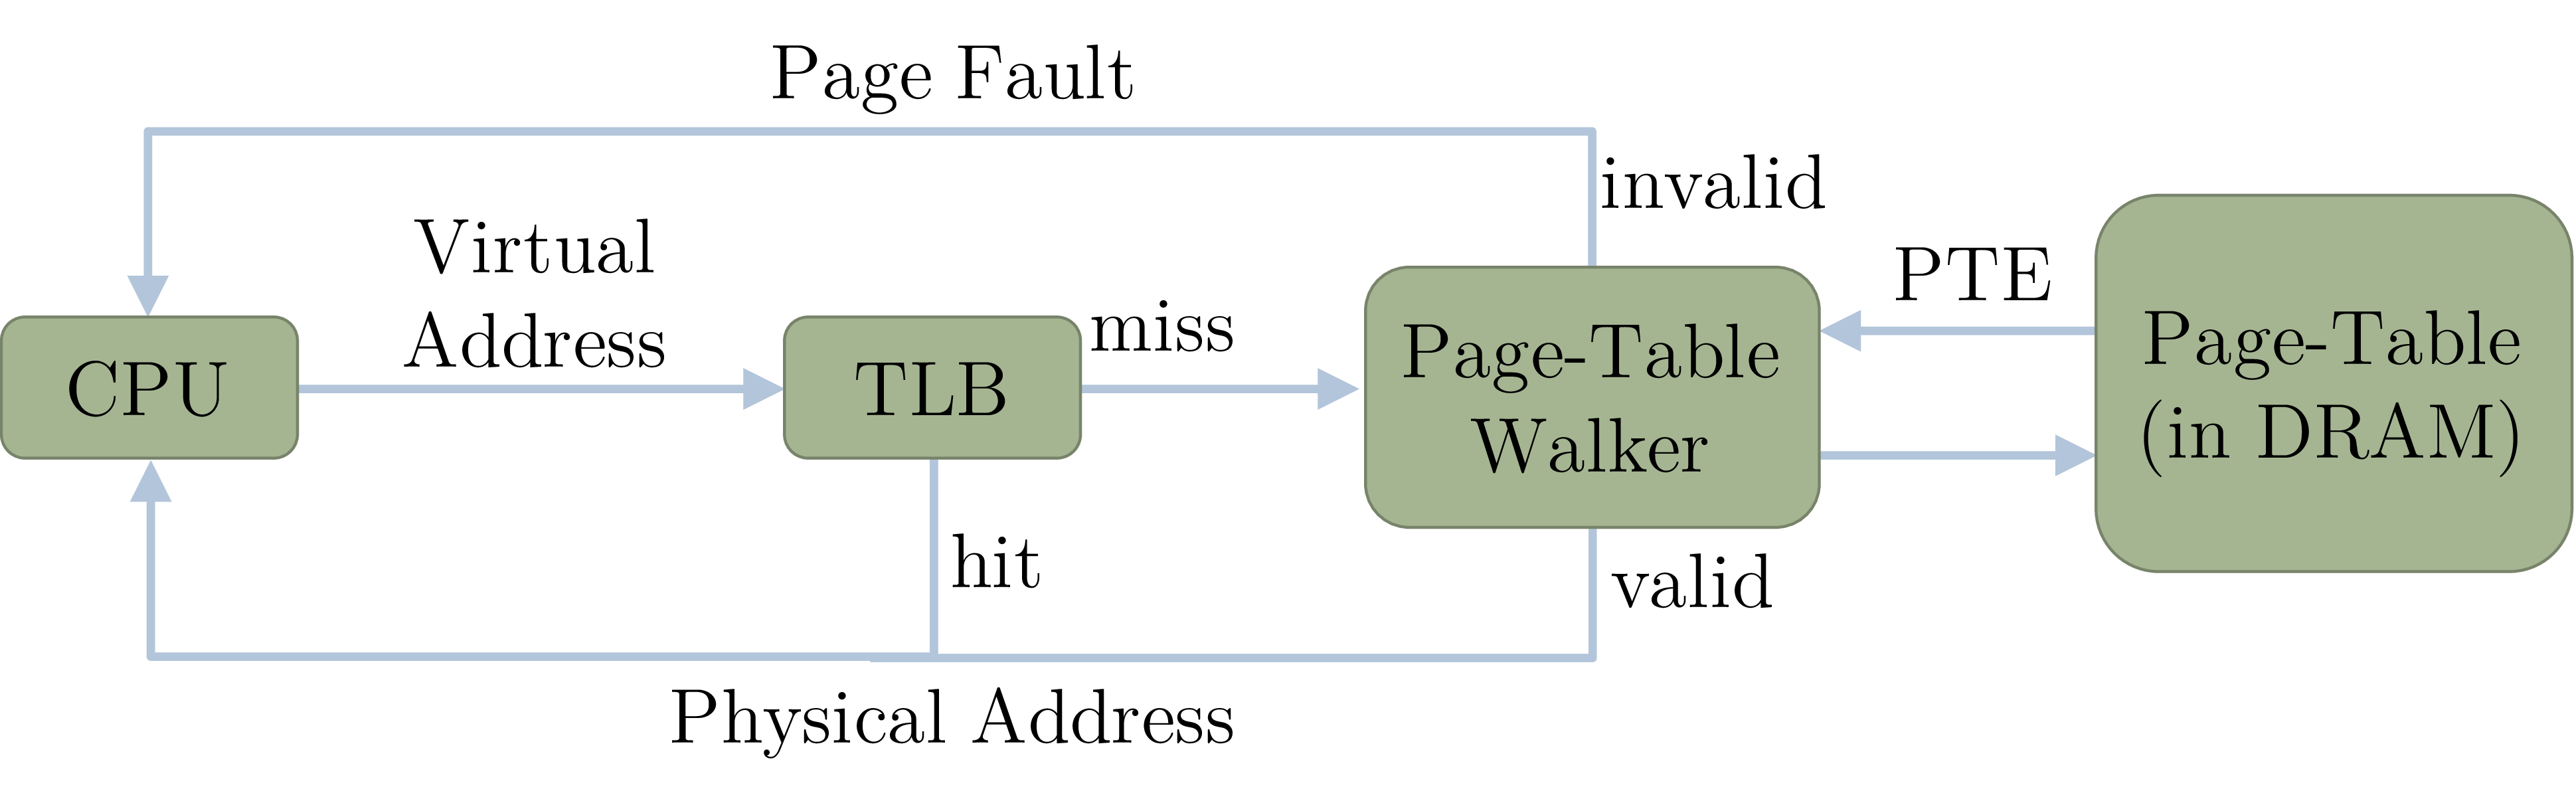 Page Fault
invalid
Virtual
Address
PTE
miss
CPU
TLB
Page-Table
Walker
Page-Table
(in DRAM)
hit
valid
Physical Address